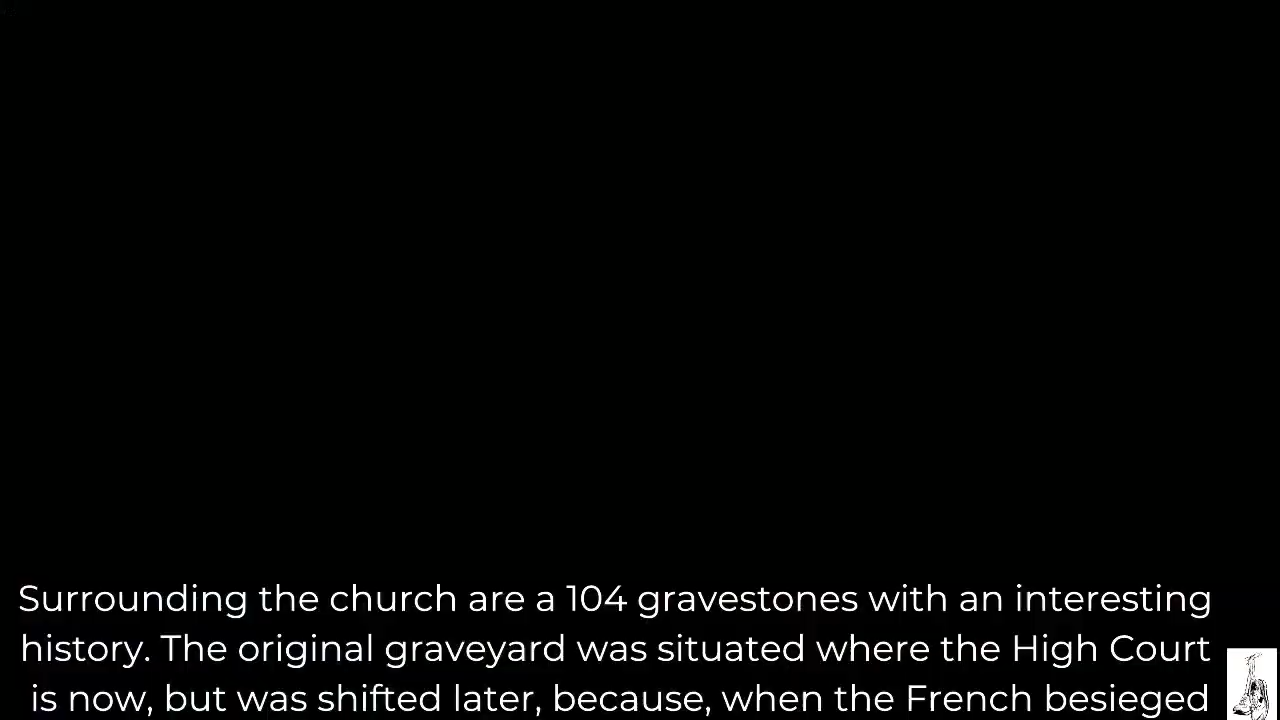 Surrounding the church are a 104 gravestones with an interesting
history. The original graveyard was situated where the High Court
is now, but was shifted later, because, when the French besieged